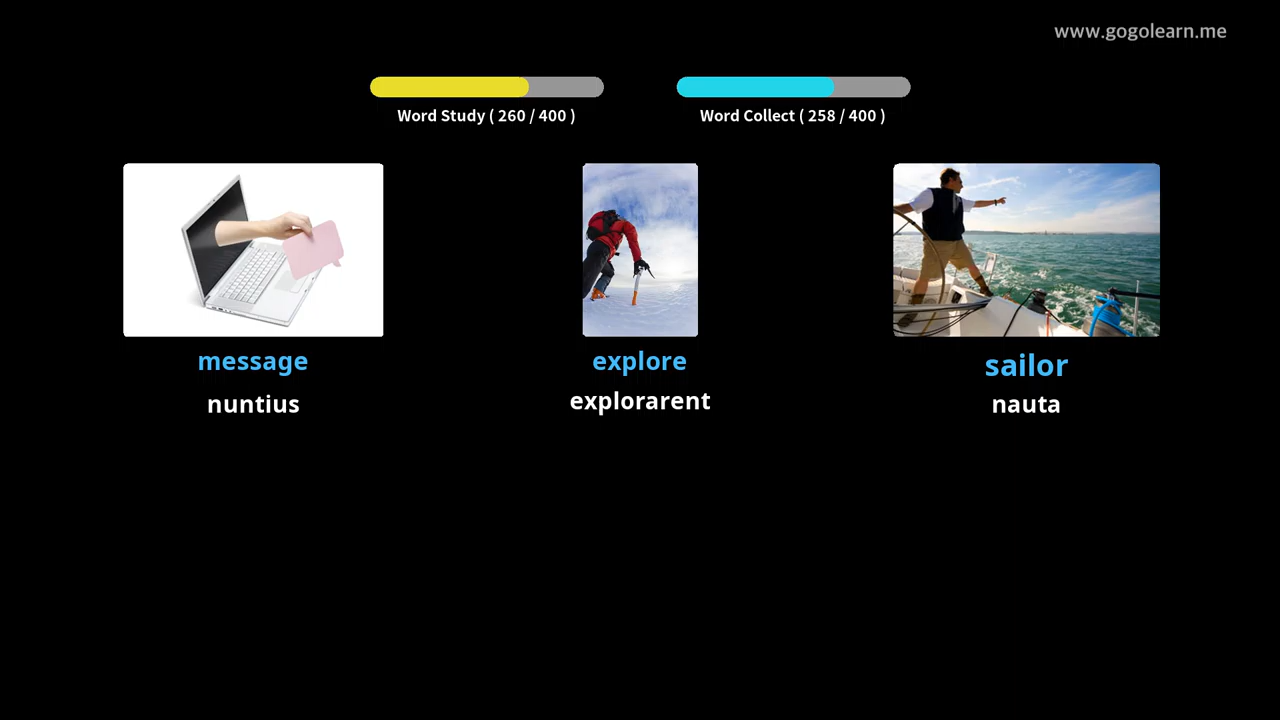 www.gogolearn.me
Word Study ( 260 / 400 )
Word Collect ( 258 / 400 )
message
nuntius
explore
explorarent
sailor
nauta